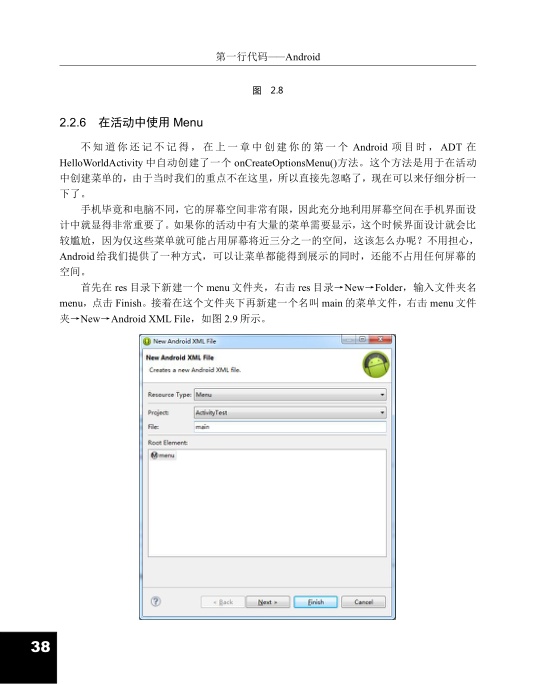 第一行代码——Android
图 2.8
2.2.6 在活动中使用 Menu
不知道你还记不记得，在上一章中创建你的第一个 Android 项目时，ADT 在
HelloWorldActivity 中自动创建了一个 onCreateOptionsMenu()方法。这个方法是用于在活动
中创建菜单的，由于当时我们的重点不在这里，所以直接先忽略了，现在可以来仔细分析一
下了。
手机毕竟和电脑不同，它的屏幕空间非常有限，因此充分地利用屏幕空间在手机界面设
计中就显得非常重要了。如果你的活动中有大量的菜单需要显示，这个时候界面设计就会比
较尴尬，因为仅这些菜单就可能占用屏幕将近三分之一的空间，这该怎么办呢？不用担心，
Android 给我们提供了一种方式，可以让菜单都能得到展示的同时，还能不占用任何屏幕的
空间。
首先在 res 目录下新建一个 menu 文件夹，右击 res 目录→New→Folder，输入文件夹名
menu，点击 Finish。接着在这个文件夹下再新建一个名叫 main 的菜单文件，右击 menu 文件
夹→New→Android XML File，如图 2.9 所示。
New Android XML File
New Android XML File
Creates a new Android XML file.
Resource Type: Menu
Project: ActivityTest
File: main
Root Element:
M menu
? < Back Next > Finish Cancel
38